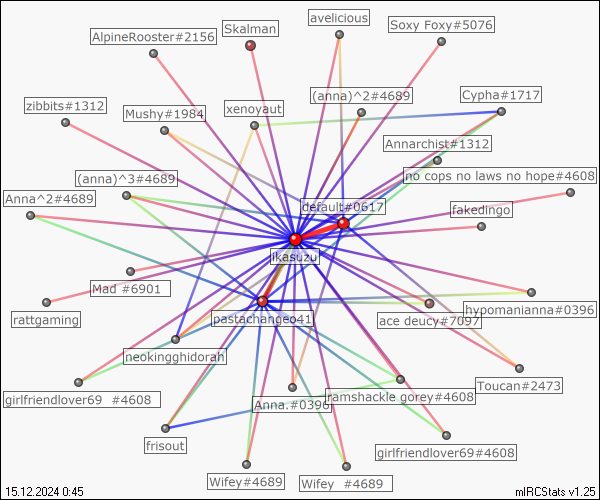 avelicious
Skalman
Soxy Foxy#5076
AlpineRooster#2156
(anna)^2#4689
Cypha#1717
zibbits#1312
Mushy#1984
xenoyaut
Annarchist#1312
no cops no laws no hope#4608
(anna)^3#4689
Anna^2#4689
default#0617
fakedingo
ikasuzu
Mad #6901
hypomanianna#0396
rattgaming
pastachangeo41
ace deucy#7097
neokingghidorah
Toucan#2473
girlfriendlover69 #4608
Anna.#0396
ramshackle gorey#4608
frisout
girlfriendlover69#4608
Wifey#4689
Wifey #4689
15.12.2024 0:45
mIRCStats v1.25